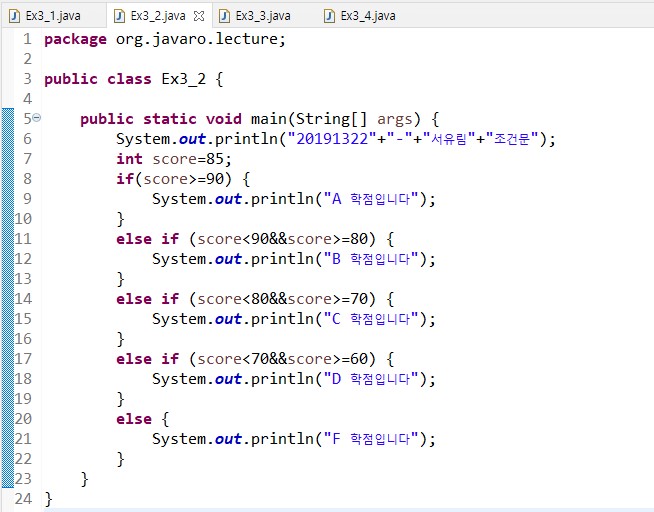 Ex3_1.java Ex3_2.java Ex3_3.java Ex3_4.java
1 package org.javaro.lecture;
2
3 public class Ex3_2 {
4
5 public static void main(String[] args) {
6 System.out.println("20191322"+"-"+"서유림"+"조건문");
7 int score=85;
8 if(score>=90) {
9 System.out.println("A 학점입니다");
10 }
11 else if (score<90&&score>=80) {
12 System.out.println("B 학점입니다");
13 }
14 else if (score<80&&score>=70) {
15 System.out.println("C 학점입니다");
16 }
17 else if (score<70&&score>=60) {
18 System.out.println("D 학점입니다");
19 }
20 else {
21 System.out.println("F 학점입니다");
22 }
23 }
24 }